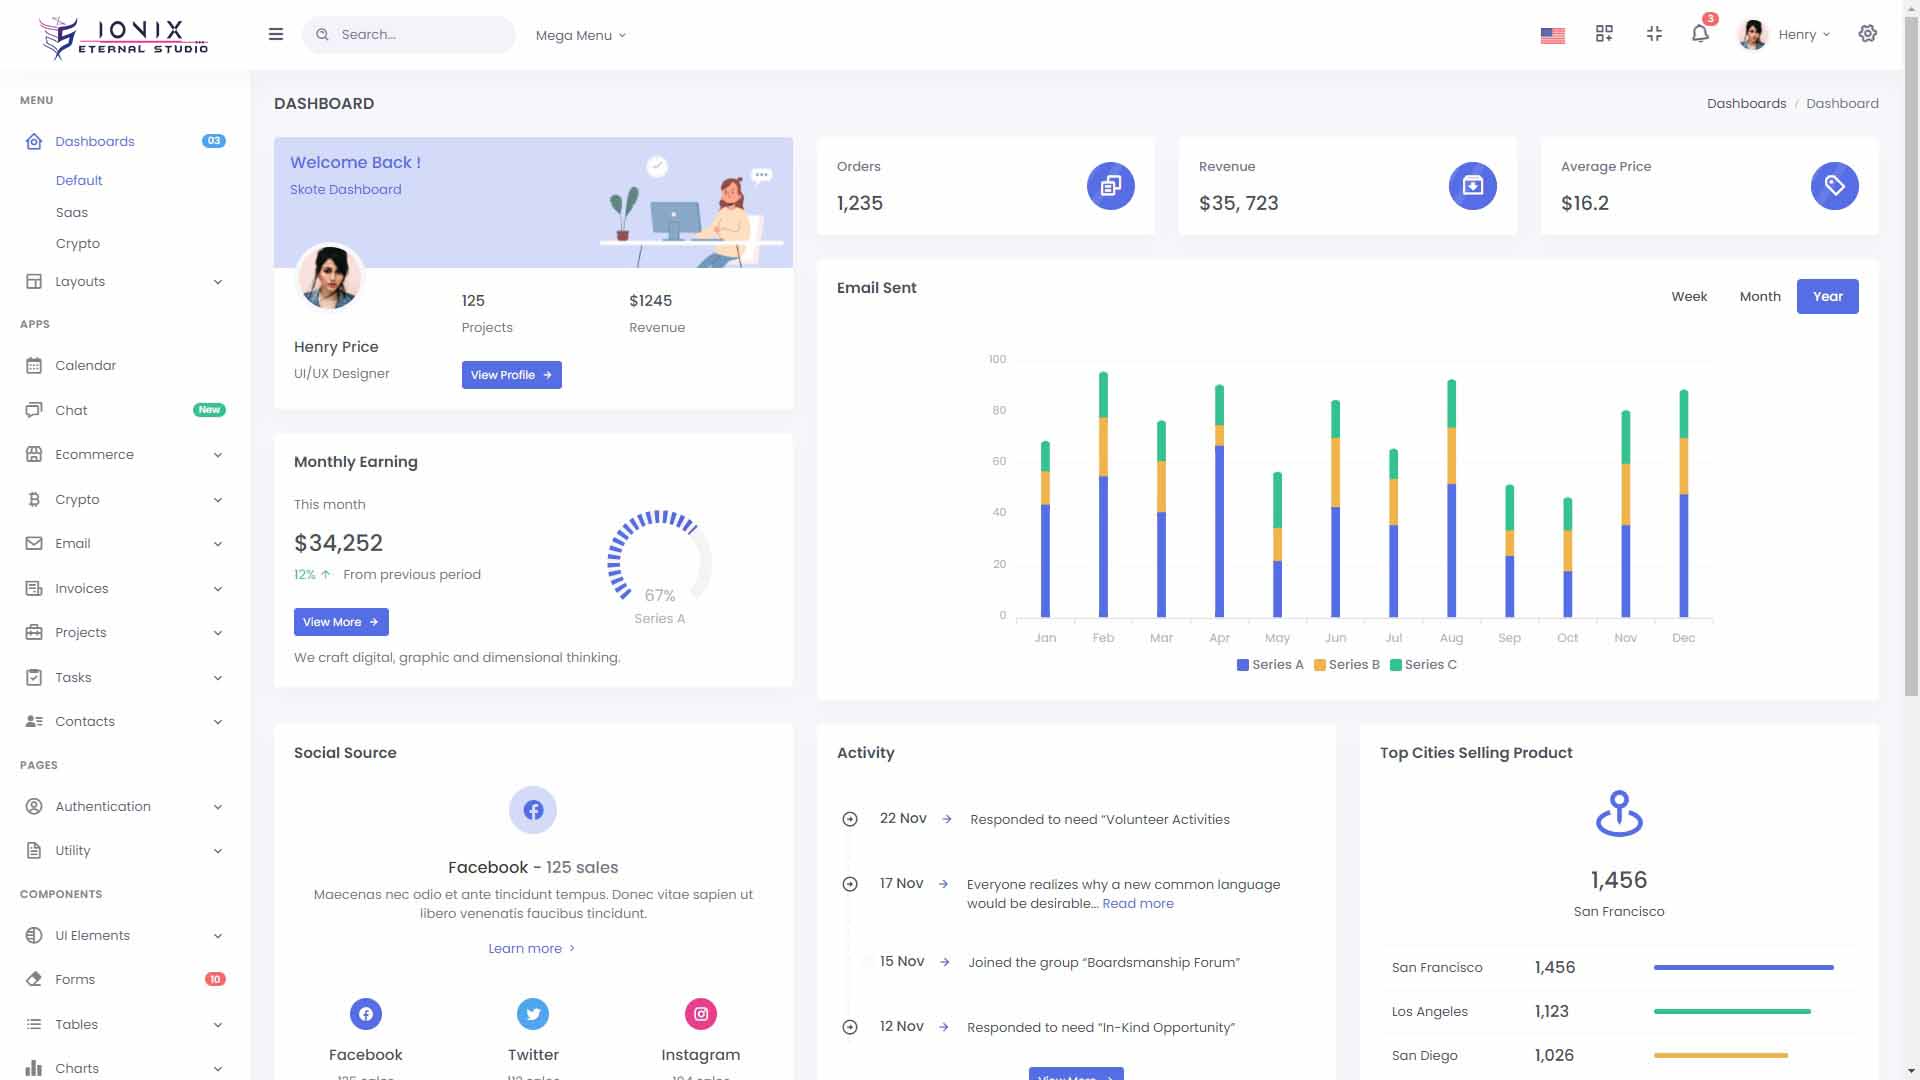 IONIX
ETERNAL STUDIO
Search...
Mega Menu
3
Henry
MENU
Dashboards 03
Default
Saas
Crypto
Layouts
APPS
Calendar
Chat New
Ecommerce
Crypto
Email
Invoices
Projects
Tasks
Contacts
PAGES
Authentication
Utility
COMPONENTS
UI Elements
Forms 10
Tables
Charts
DASHBOARD
Dashboards / Dashboard
Welcome Back !
Skote Dashboard
125
Projects
$1245
Revenue
Henry Price
UI/UX Designer
View Profile
Orders
1,235
Revenue
$35, 723
Average Price
$16.2
Monthly Earning
This month
$34,252
12% From previous period
View More
We craft digital, graphic and dimensional thinking.
67%
Series A
Email Sent
Week Month Year
100
80
60
40
20
0
Jan Feb Mar Apr May Jun Jul Aug Sep Oct Nov Dec
Series A Series B Series C
Social Source
Facebook - 125 sales
Maecenas nec odio et ante tincidunt tempus. Donec vitae sapien ut
libero venenatis faucibus tincidunt.
Learn more
Facebook Twitter Instagram
Activity
22 Nov Responded to need “Volunteer Activities
17 Nov Everyone realizes why a new common language
would be desirable... Read more
15 Nov Joined the group “Boardsmanship Forum”
12 Nov Responded to need “In-Kind Opportunity”
View More
Top Cities Selling Product
1,456
San Francisco
San Francisco 1,456
Los Angeles 1,123
San Diego 1,026